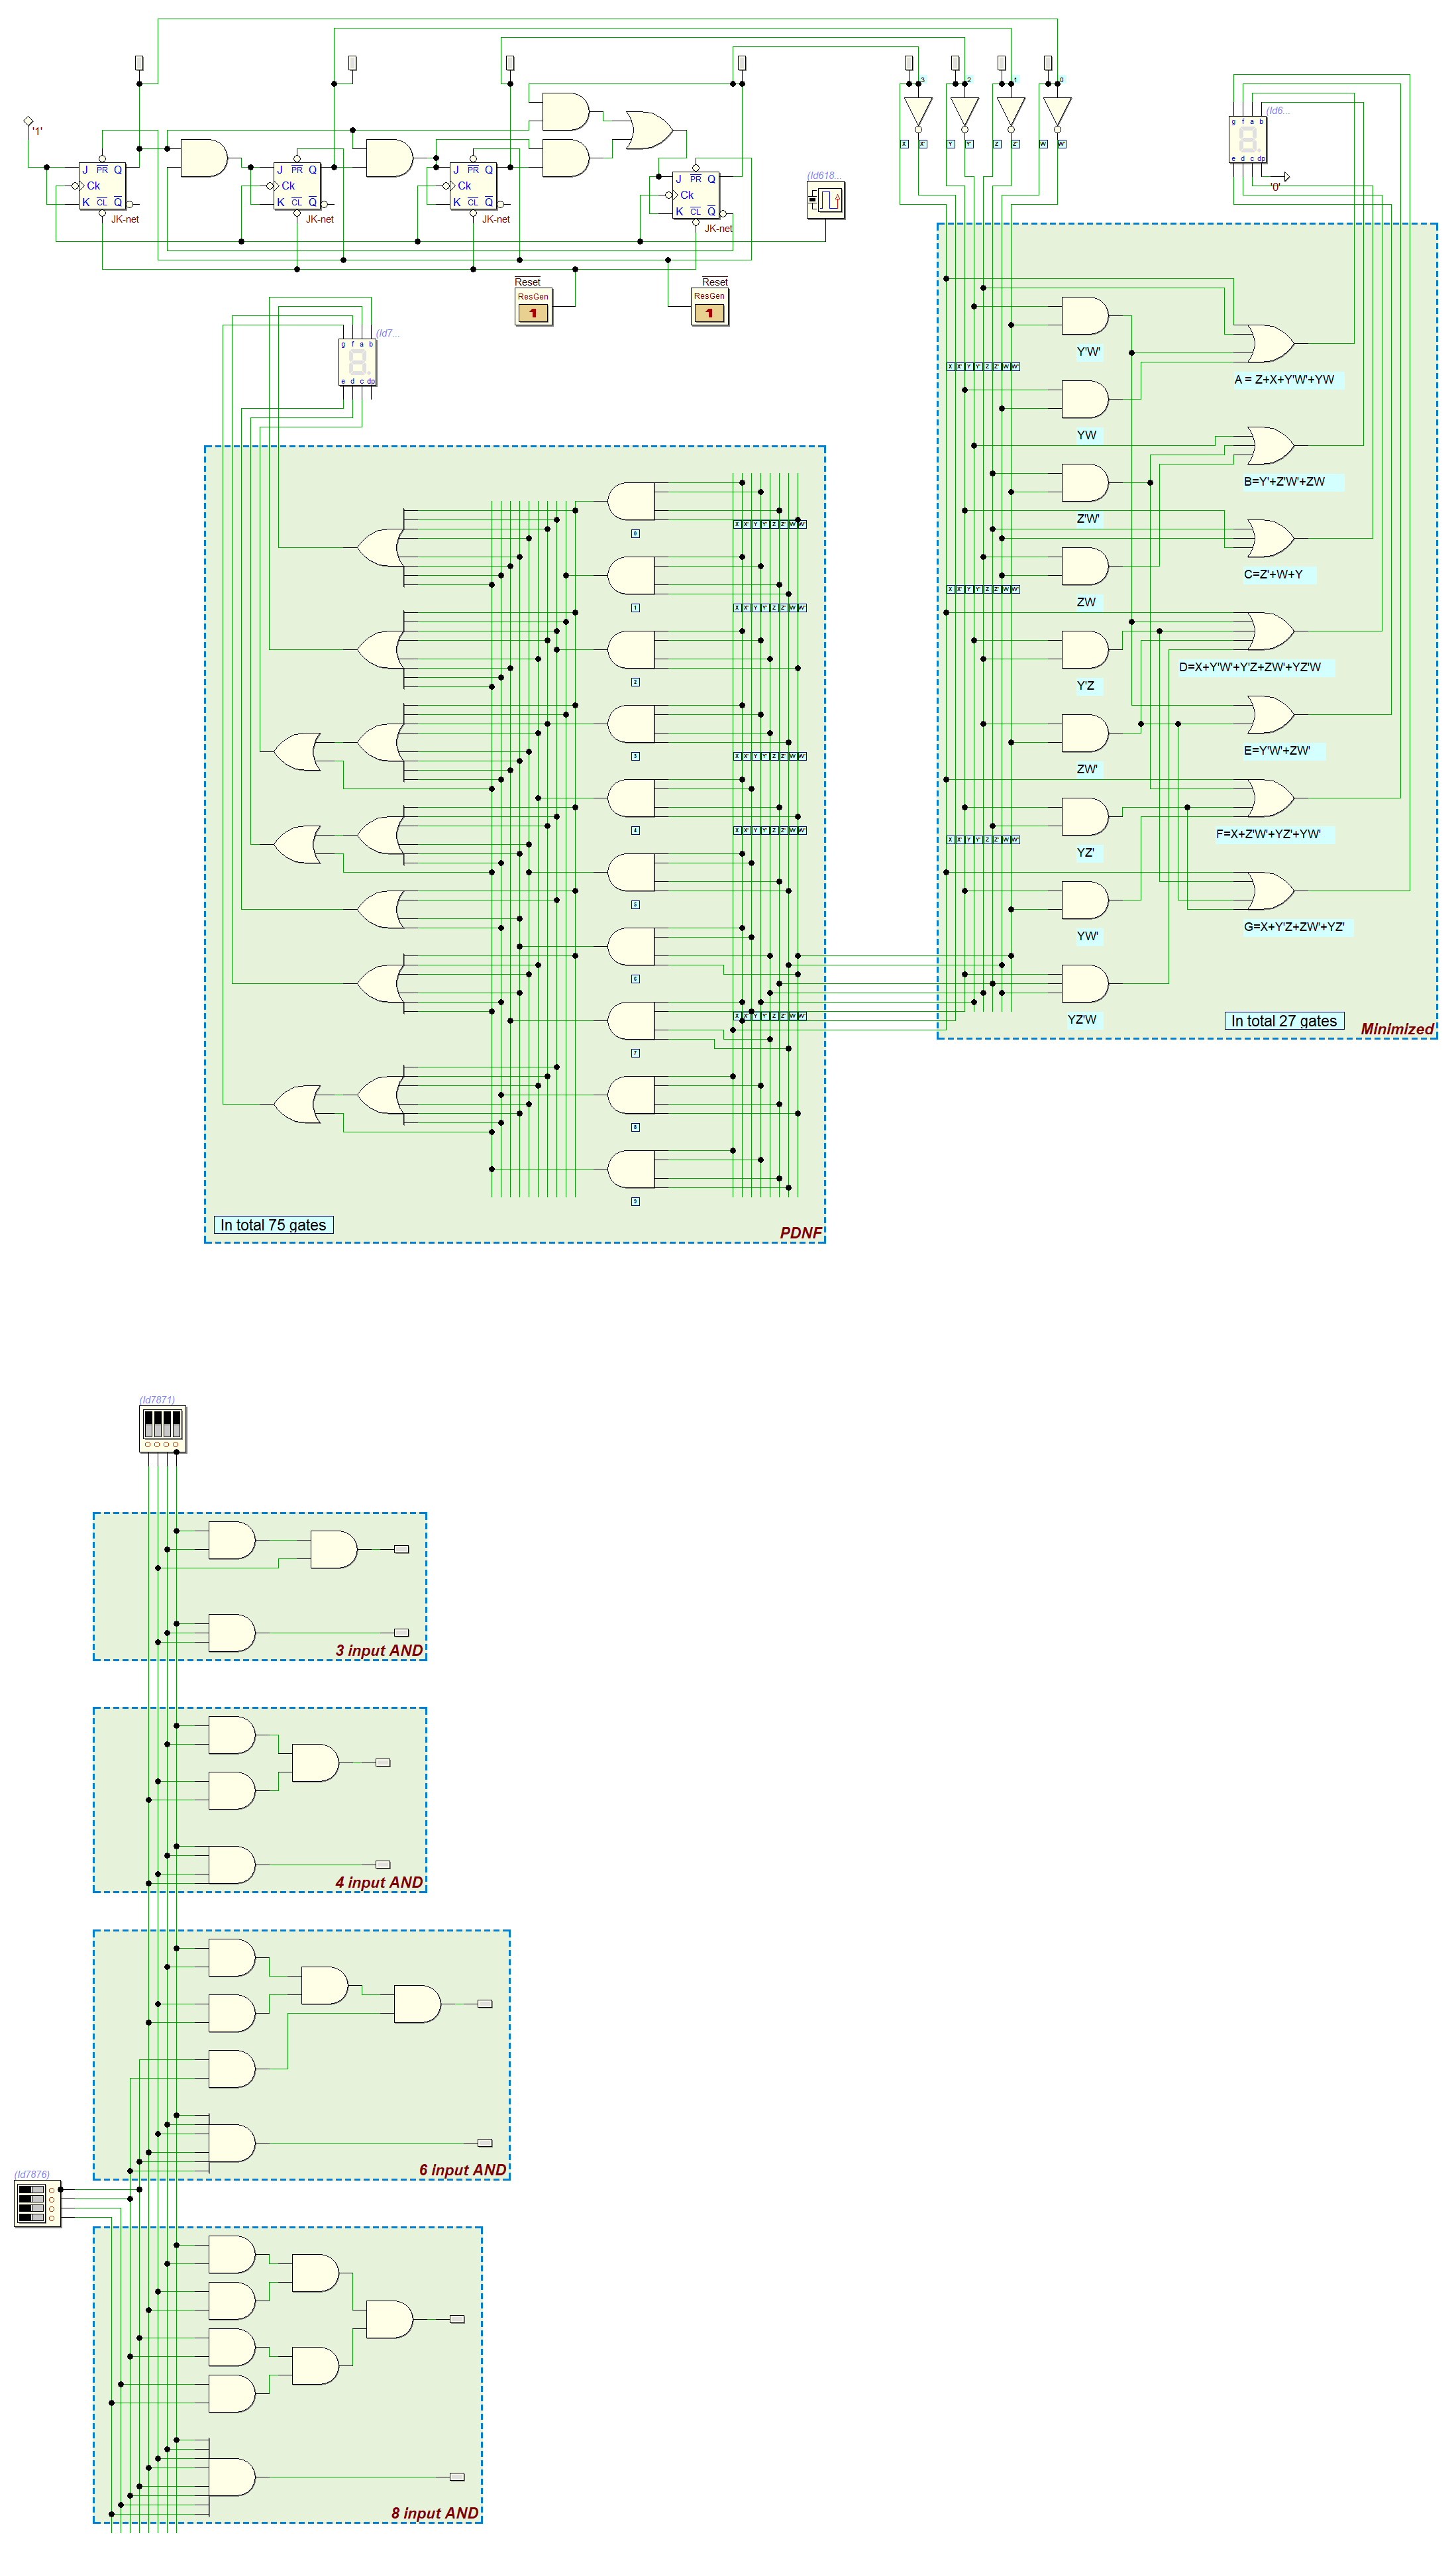 3 2 1 0
'1'
(Id6...
g f a b
e d c dp
'0'
J PR Q
Ck
K CL Q
JK-net
J PR Q
Ck
K CL Q
JK-net
J PR Q
Ck
K CL Q
JK-net
J PR Q
Ck
K CL Q
JK-net
X X' Y Y' Z Z' W W'
(Id618...
Reset
ResGen
1
Reset
ResGen
1
(Id7...
g f a b
e d c dp
Y'W'
X X' Y Y' Z Z' W W'
A = Z+X+Y'W'+YW
YW
B=Y'+Z'W'+ZW
Z'W'
C=Z'+W+Y
X X' Y Y' Z Z' W W'
ZW
D=X+Y'W'+Y'Z+ZW'+YZ'W
Y'Z
E=Y'W'+ZW'
ZW'
F=X+Z'W'+YZ'+YW'
X X' Y Y' Z Z' W W'
YZ'
G=X+Y'Z+ZW'+YZ'
YW'
YZ'W
In total 27 gates
Minimized
X X' Y Y' Z Z' W W'
0
1
X X' Y Y' Z Z' W W'
2
3
X X' Y Y' Z Z' W W'
4
X X' Y Y' Z Z' W W'
5
6
X X' Y Y' Z Z' W W'
7
8
9
In total 75 gates
PDNF
(Id7871)
3 input AND
4 input AND
6 input AND
(Id7876)
8 input AND